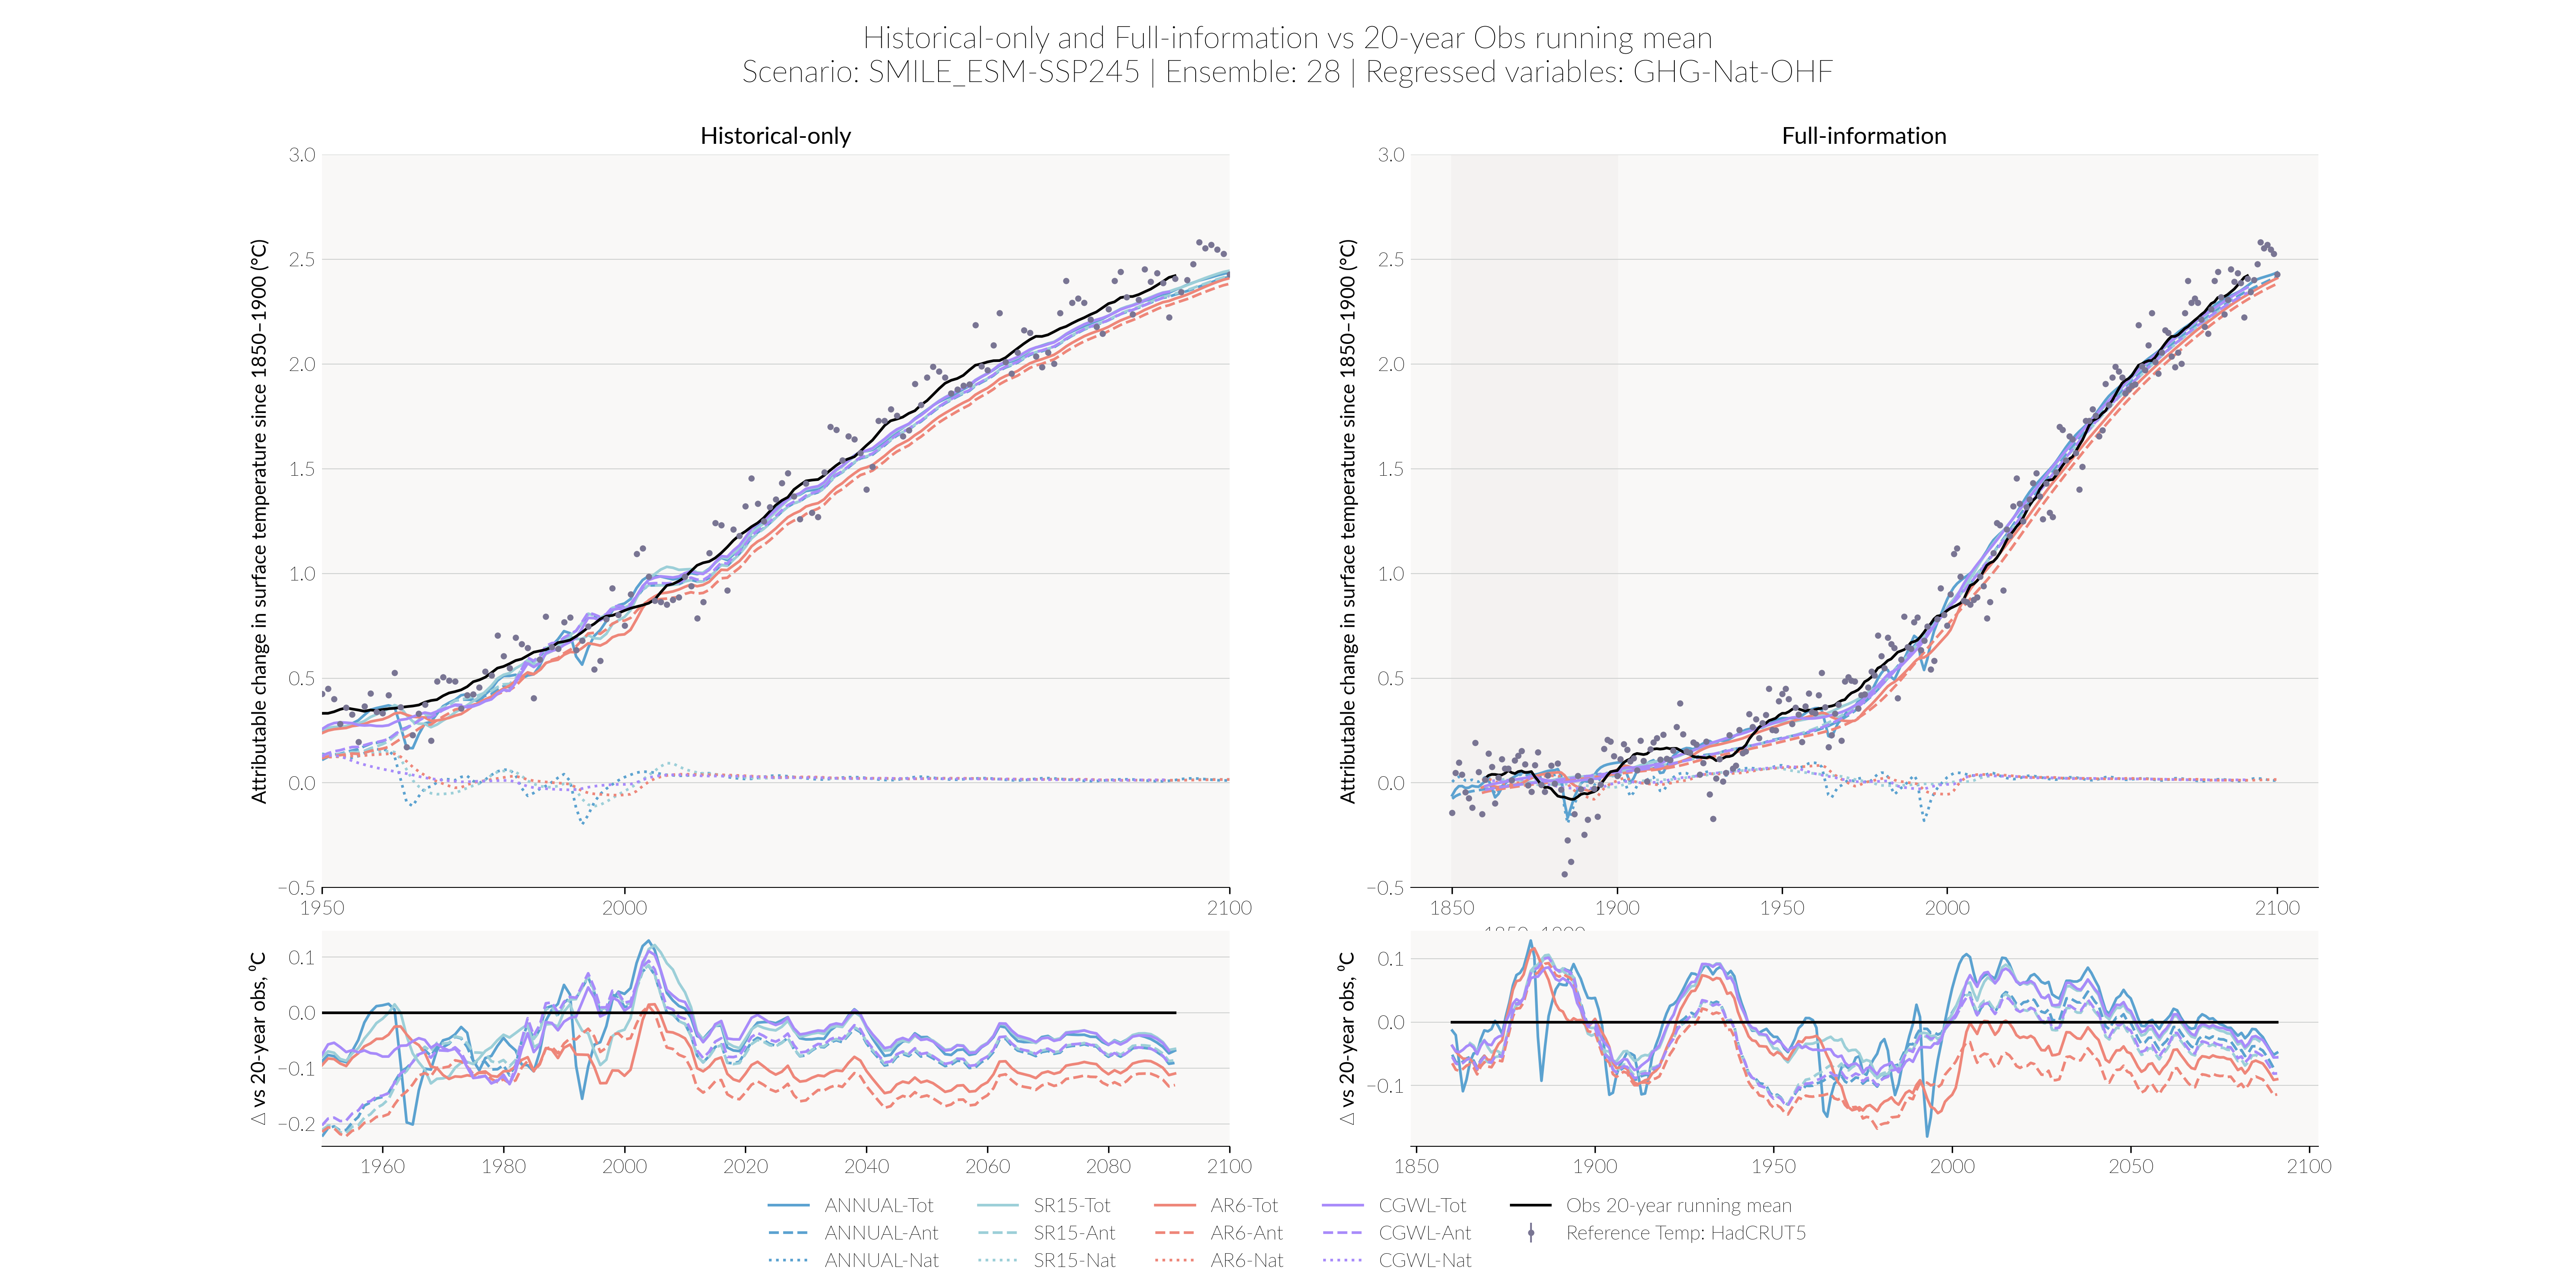 Historical-only and Full-information vs 20-year Obs running mean
Scenario: SMILE_ESM-SSP245 | Ensemble: 28 | Regressed variables: GHG-Nat-OHF
Historical-only
Attributable change in surface temperature since 1850–1900 (°C)
3.0
2.5
2.0
1.5
1.0
0.5
0.0
−0.5
1950 2000 2100
Full-information
Attributable change in surface temperature since 1850–1900 (°C)
3.0
2.5
2.0
1.5
1.0
0.5
0.0
−0.5
1850 1900 1950 2000 2100
Δ vs 20-year obs, ⁰C
0.1
0.0
−0.1
−0.2
1960 1980 2000 2020 2040 2060 2080 2100
Δ vs 20-year obs, ⁰C
0.1
0.0
−0.1
1850 1900 1950 2000 2050 2100
ANNUAL-Tot SR15-Tot AR6-Tot CGWL-Tot Obs 20-year running mean
ANNUAL-Ant SR15-Ant AR6-Ant CGWL-Ant Reference Temp: HadCRUT5
ANNUAL-Nat SR15-Nat AR6-Nat CGWL-Nat